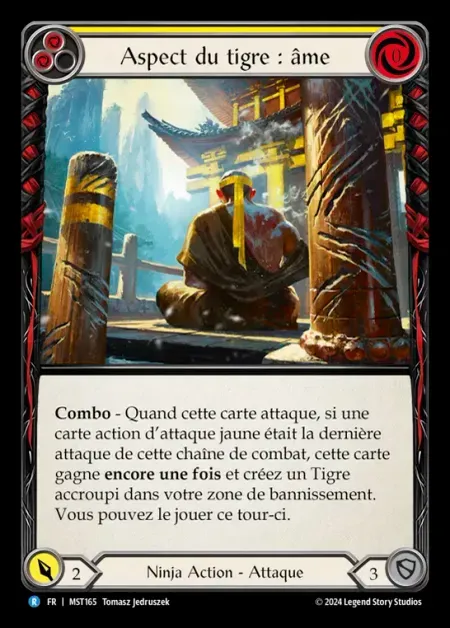 Aspect du tigre : âme
0
Combo - Quand cette carte attaque, si une
carte action d'attaque jaune était la dernière
attaque de cette chaîne de combat, cette carte
gagne encore une fois et créez un Tigre
accroupi dans votre zone de bannissement.
Vous pouvez le jouer ce tour-ci.
2
Ninja Action - Attaque
3
R FR | MST165 Tomasz Jedruszek
© 2024 Legend Story Studios